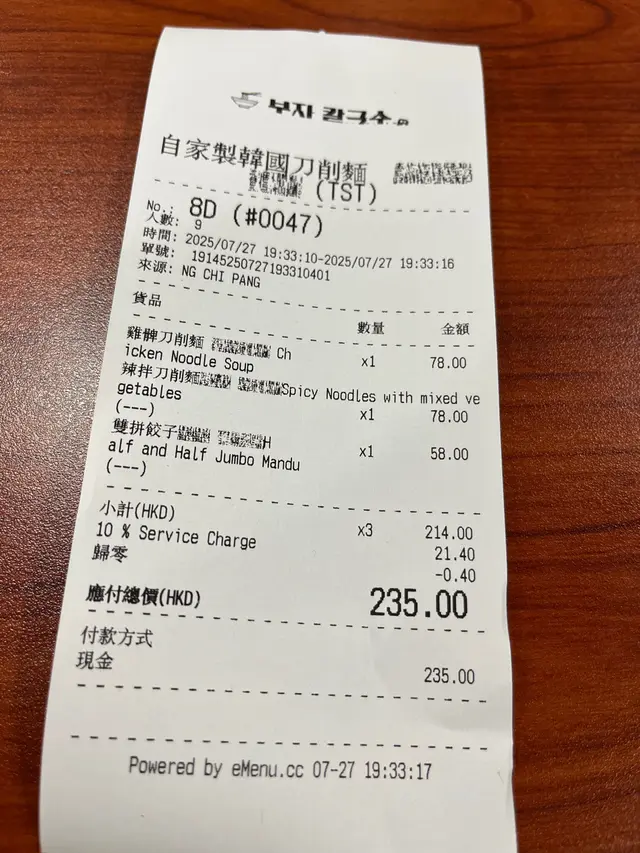 부자 칼국수
自家製韓國刀削麵
(TST)
No.: 8D (#0047)
人數: 9
時間: 2025/07/27 19:33:10-2025/07/27 19:33:16
單號: 19145250727193310401
來源: NG CHI PANG
貨品 數量 金額
雞髀刀削麵 Ch
icken Noodle Soup x1 78.00
辣拌刀削麵 Spicy Noodles with mixed ve
getables x1 78.00
(---)
雙拼餃子 H
alf and Half Jumbo Mandu x1 58.00
(---)
小計(HKD) x3 214.00
10 % Service Charge 21.40
歸零 -0.40
應付總價(HKD) 235.00
付款方式
現金 235.00
Powered by eMenu.cc 07-27 19:33:17